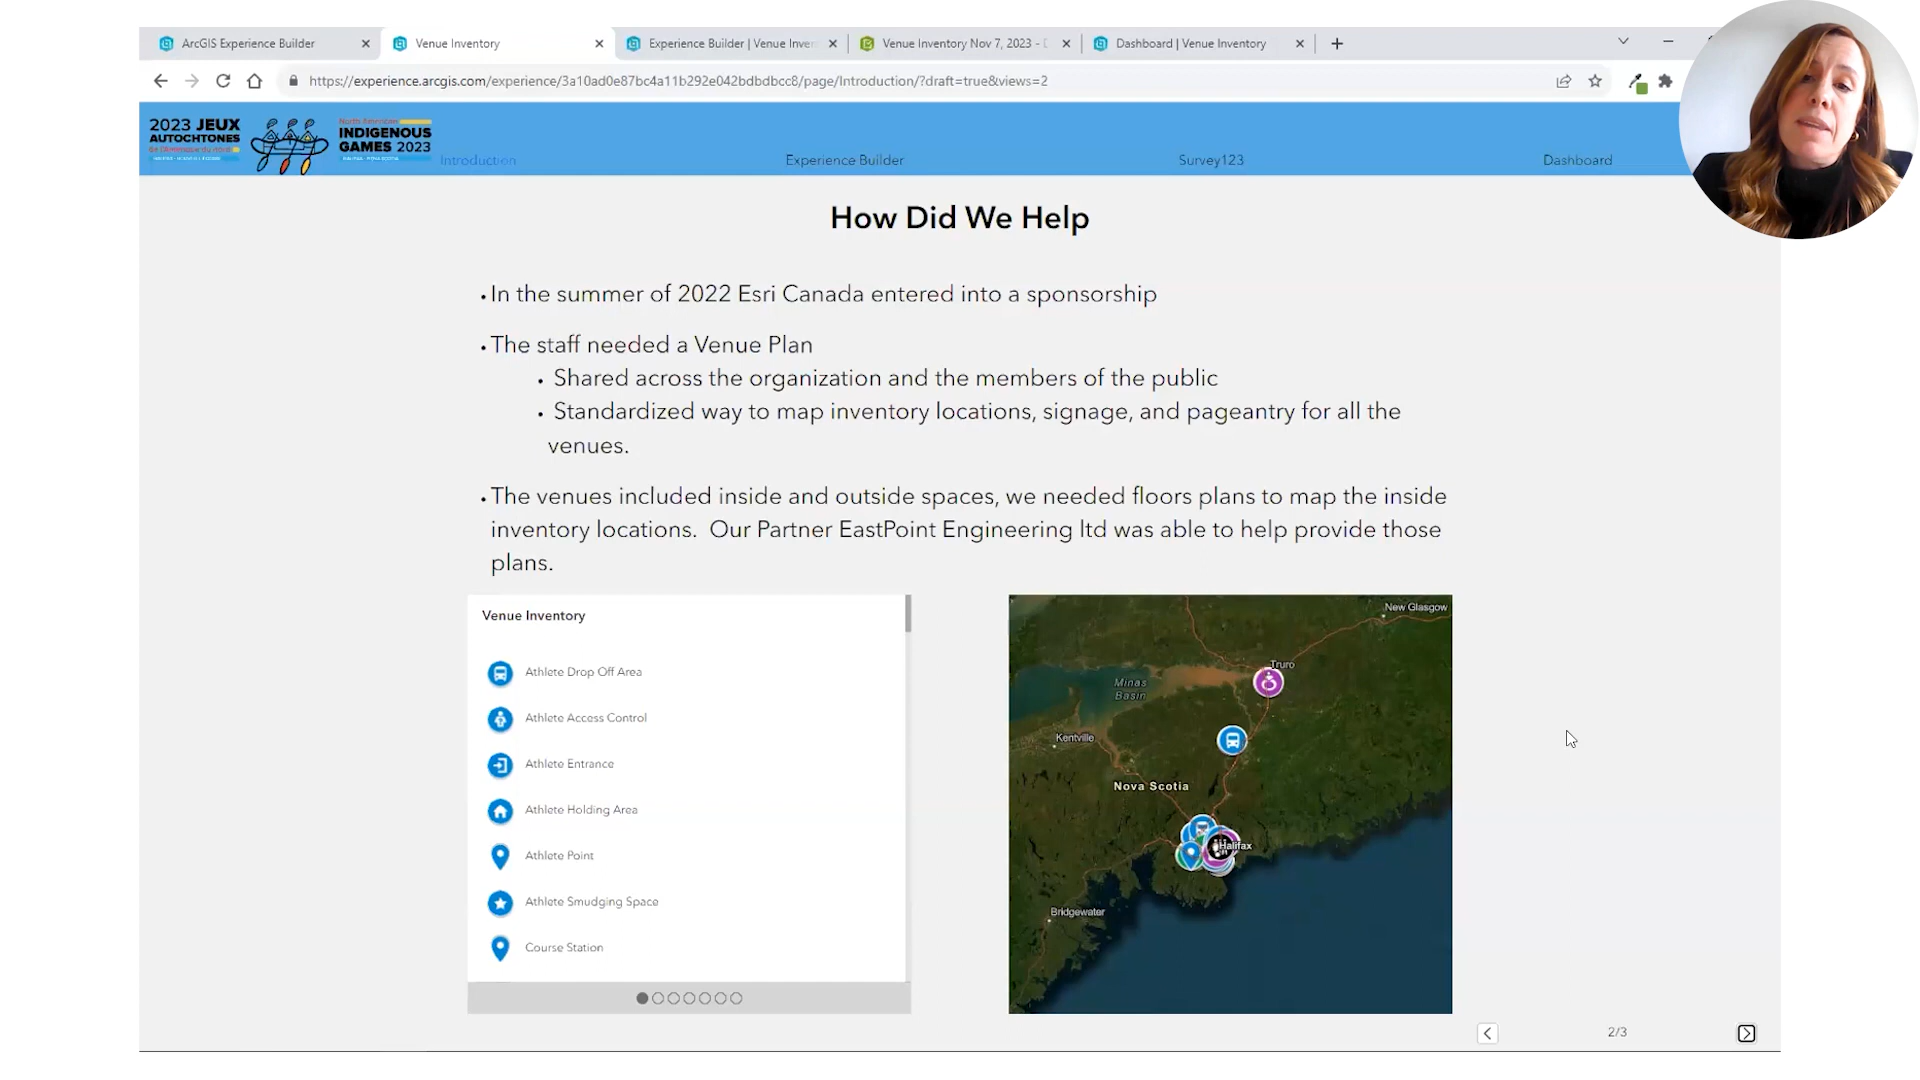 ArcGIS Experience Builder
Venue Inventory
Experience Builder | Venue Inver
Venue Inventory Nov 7, 2023 -
Dashboard | Venue Inventory
https://experience.arcgis.com/experience/3a10ad0e87bc4a11b292e042bdbdbcc8/page/Introduction/?draft=true&views=2
2023 JEUX
AUTOCHTONES
de l'Amérique du nord
North American
INDIGENOUS
GAMES 2023
Introduction
Experience Builder
Survey123
Dashboard
How Did We Help
• In the summer of 2022 Esri Canada entered into a sponsorship
• The staff needed a Venue Plan
• Shared across the organization and the members of the public
• Standardized way to map inventory locations, signage, and pageantry for all the
venues.
• The venues included inside and outside spaces, we needed floors plans to map the inside
inventory locations. Our Partner EastPoint Engineering ltd was able to help provide those
plans.
Venue Inventory
Athlete Drop Off Area
Athlete Access Control
Athlete Entrance
Athlete Holding Area
Athlete Point
Athlete Smudging Space
Course Station
New Glasgow
Truro
Minas
Basin
Kentville
Nova Scotia
Halifax
Bridgewater
2/3